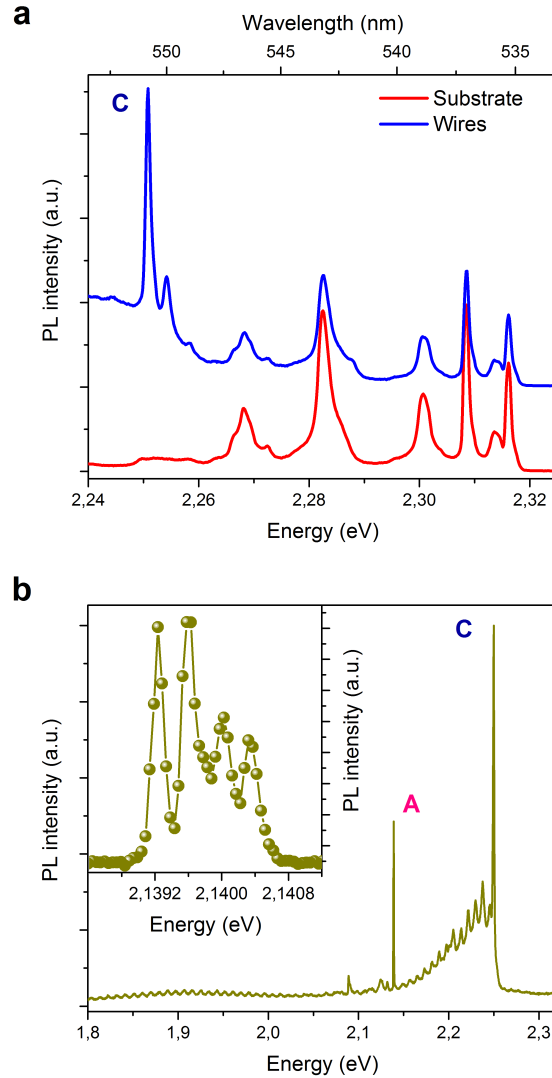 a
Wavelength (nm)
550 545 540 535
C
Substrate
Wires
PL intensity (a.u.)
2,24 2,26 2,28 2,30 2,32
Energy (eV)
b
C
A
PL intensity (a.u.)
PL intensity (a.u.)
2,1392 2,1400 2,1408
Energy (eV)
1,8 1,9 2,0 2,1 2,2 2,3
Energy (eV)